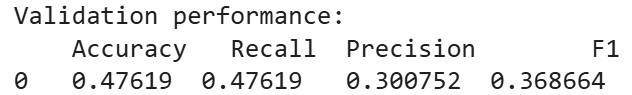 Validation performance:
Accuracy Recall Precision F1
0 0.47619 0.47619 0.300752 0.368664